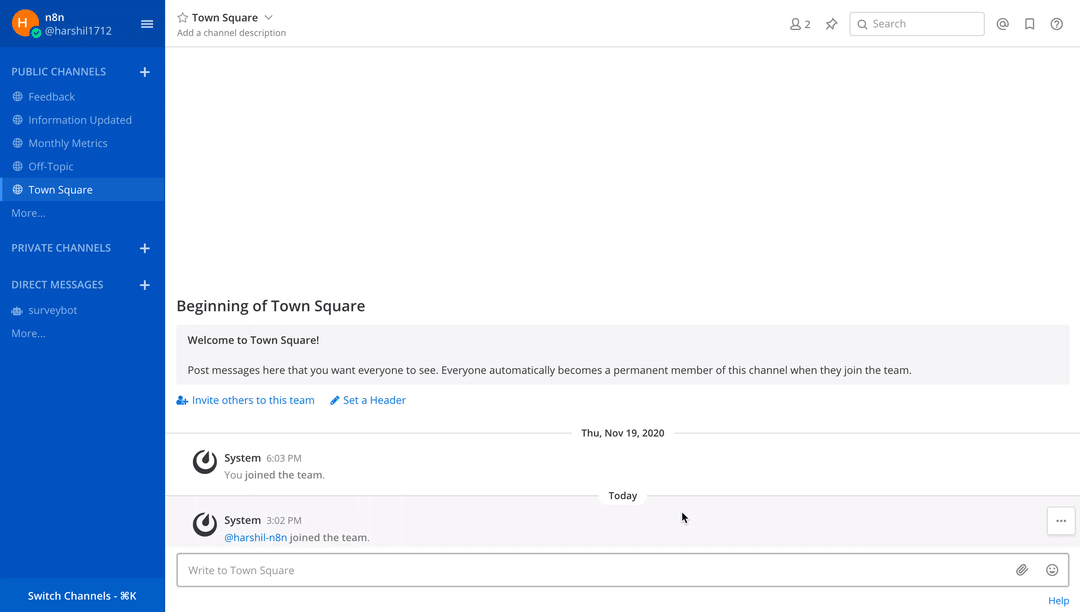 H
n8n
@harshil1712
PUBLIC CHANNELS
Feedback
Information Updated
Monthly Metrics
Off-Topic
Town Square
More...
PRIVATE CHANNELS
DIRECT MESSAGES
surveybot
More...
Switch Channels - ⌘K
Town Square
Add a channel description
2
Search
Beginning of Town Square
Welcome to Town Square!
Post messages here that you want everyone to see. Everyone automatically becomes a permanent member of this channel when they join the team.
Invite others to this team
Set a Header
Thu, Nov 19, 2020
System 6:03 PM
You joined the team.
Today
System 3:02 PM
@harshil-n8n joined the team.
Write to Town Square
Help